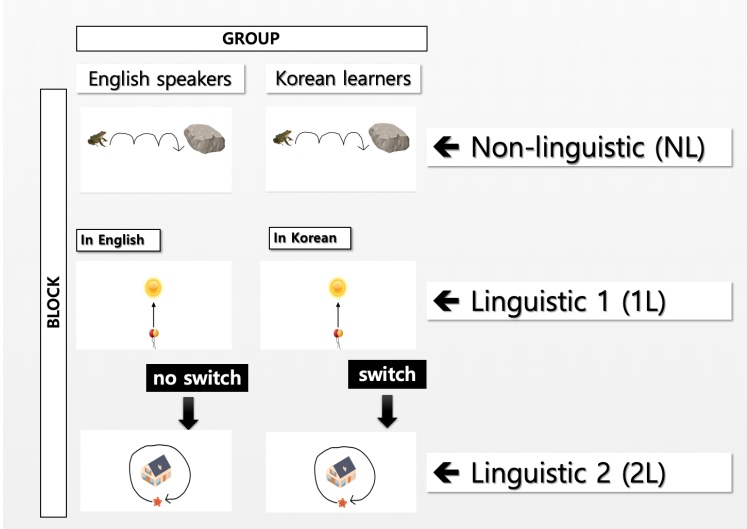 GROUP
English speakers
Korean learners
BLOCK
← Non-linguistic (NL)
In English
In Korean
← Linguistic 1 (1L)
no switch
switch
← Linguistic 2 (2L)